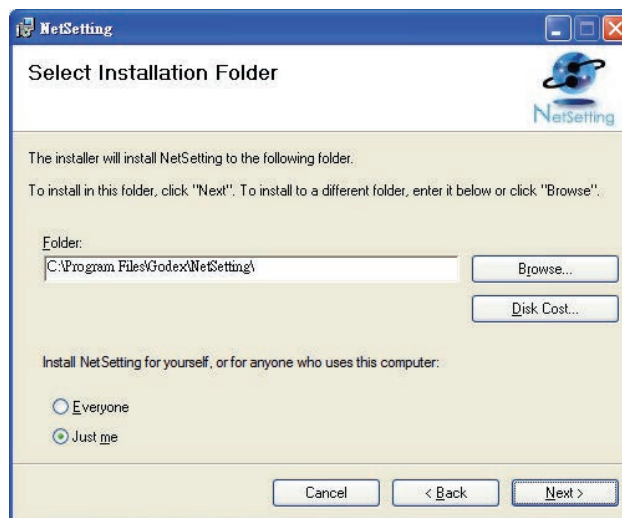 NetSetting
Select Installation Folder
NetSetting
The installer will install NetSetting to the following folder.
To install in this folder, click "Next". To install to a different folder, enter it below or click "Browse".
Folder:
C:\Program Files\Godex\NetSetting\
Browse...
Disk Cost...
Install NetSetting for yourself, or for anyone who uses this computer:
Everyone
Just me
Cancel < Back Next >